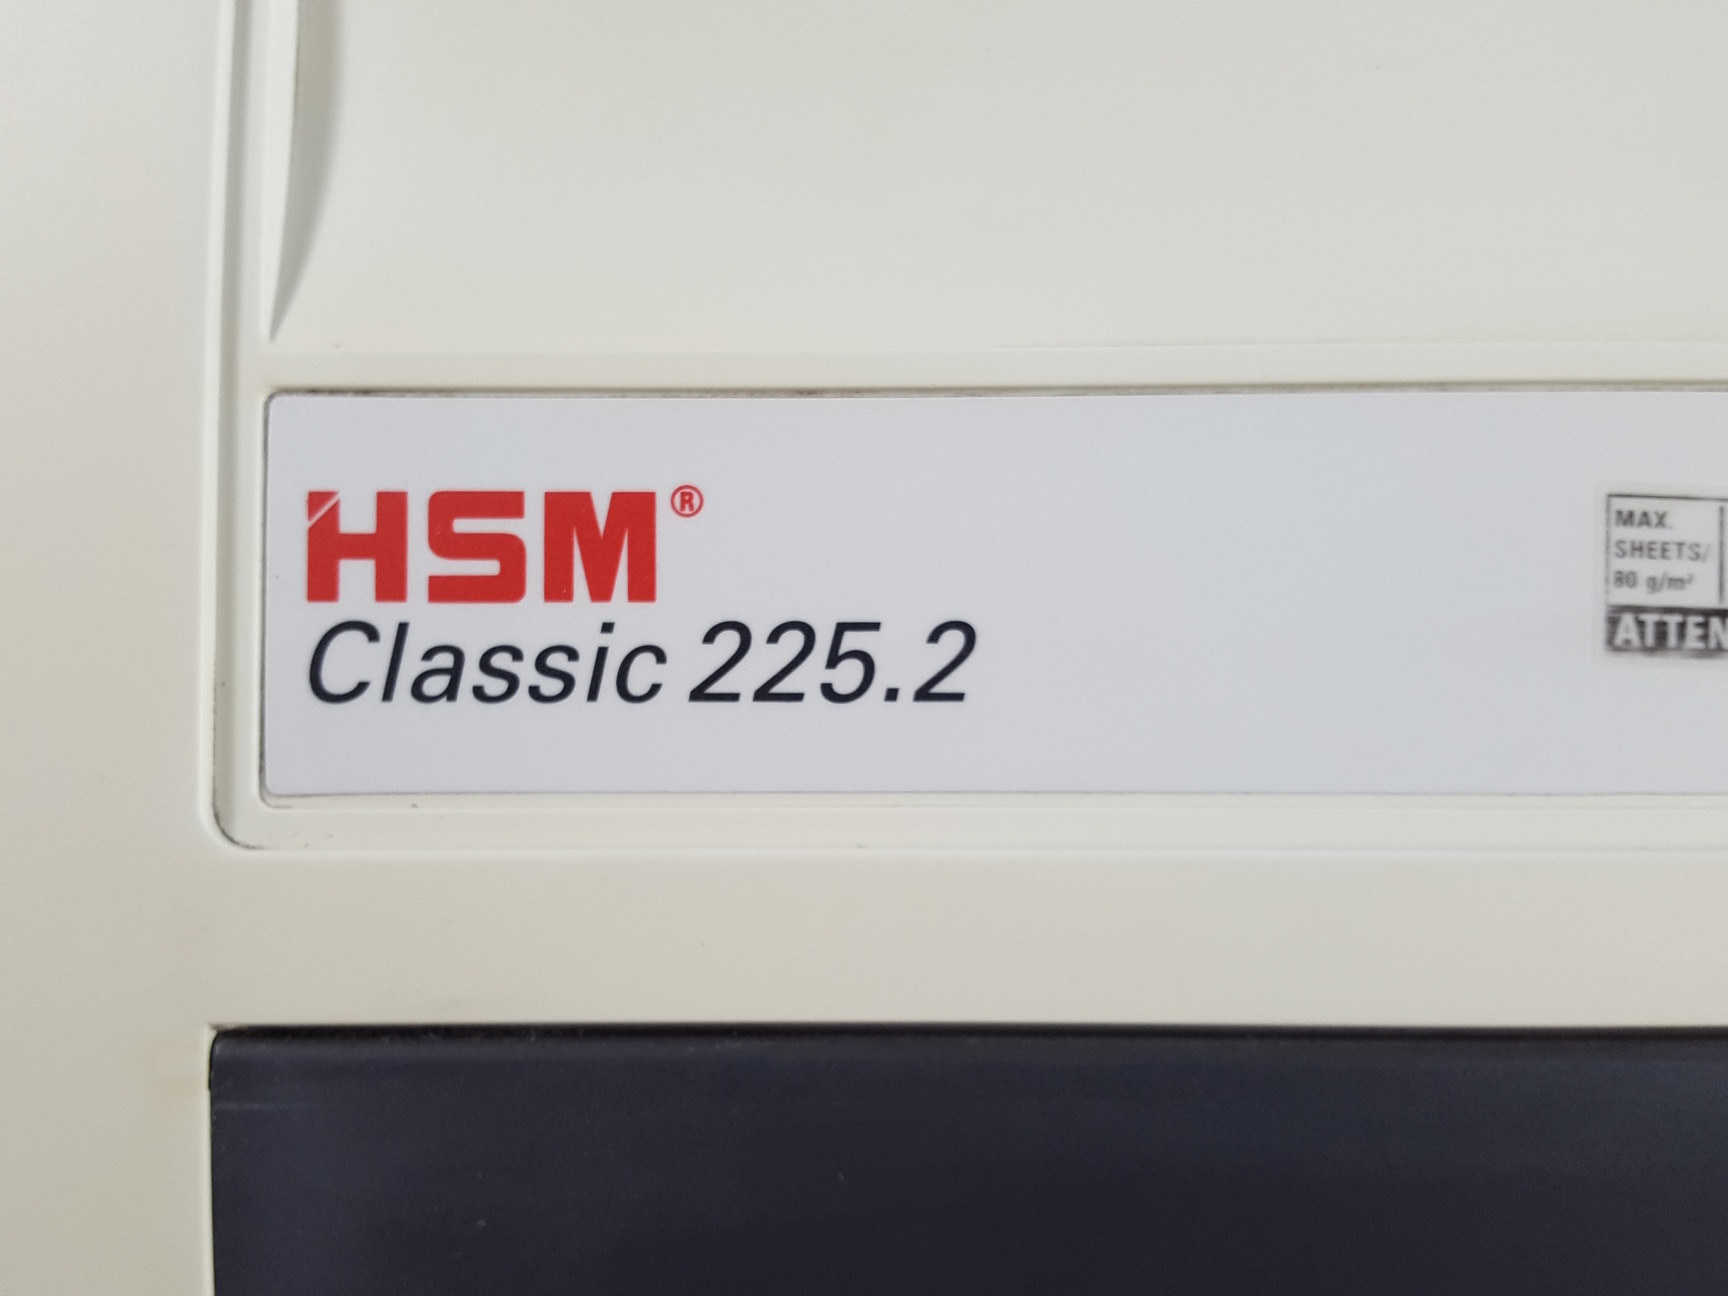 HSM®
Classic 225.2
MAX.
SHEETS/
80 g/m²
ATTEN